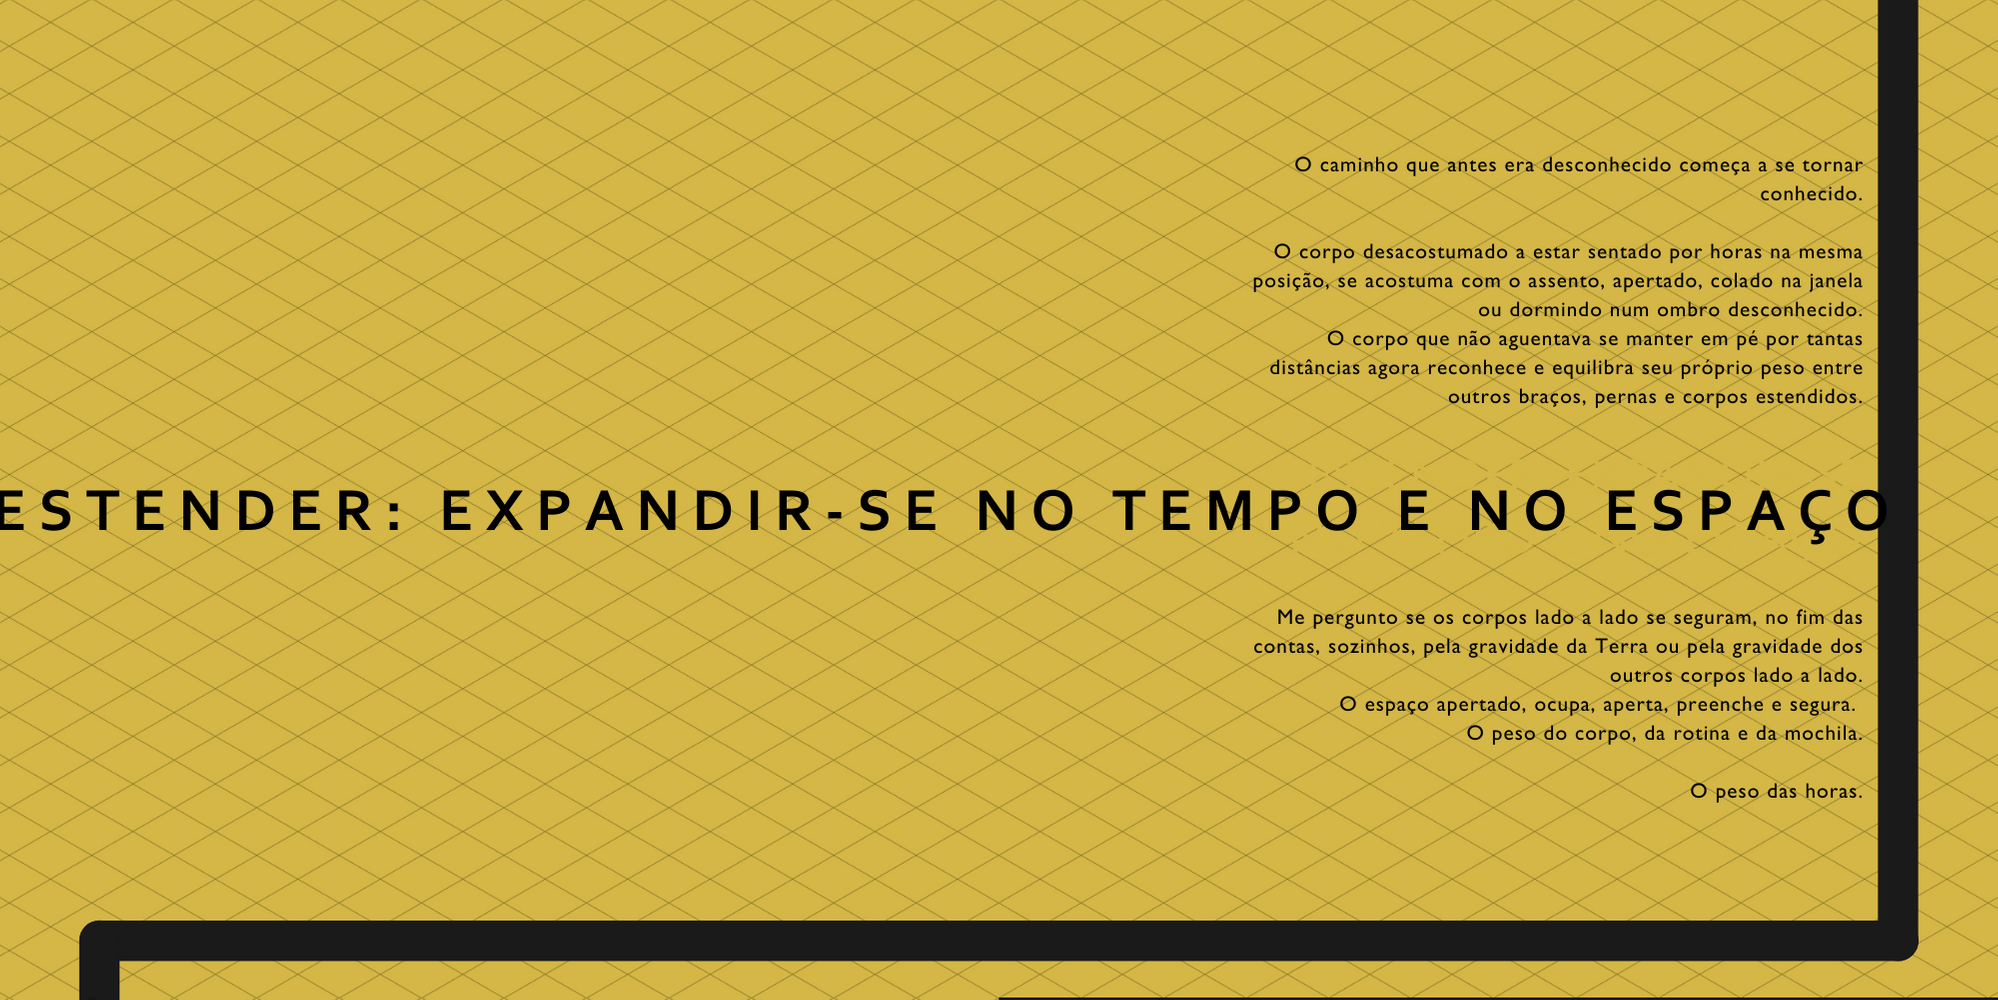 O caminho que antes era desconhecido começa a se tornar
conhecido.
O corpo desacostumado a estar sentado por horas na mesma
posição, se acostuma com o assento, apertado, colado na janela
ou dormindo num ombro desconhecido.
O corpo que não aguentava se manter em pé por tantas
distâncias agora reconhece e equilibra seu próprio peso entre
outros braços, pernas e corpos estendidos.
ESTENDER: EXPANDIR-SE NO TEMPO E NO ESPAÇO
Me pergunto se os corpos lado a lado se seguram, no fim das
contas, sozinhos, pela gravidade da Terra ou pela gravidade dos
outros corpos lado a lado.
O espaço apertado, ocupa, aperta, preenche e segura.
O peso do corpo, da rotina e da mochila.
O peso das horas.